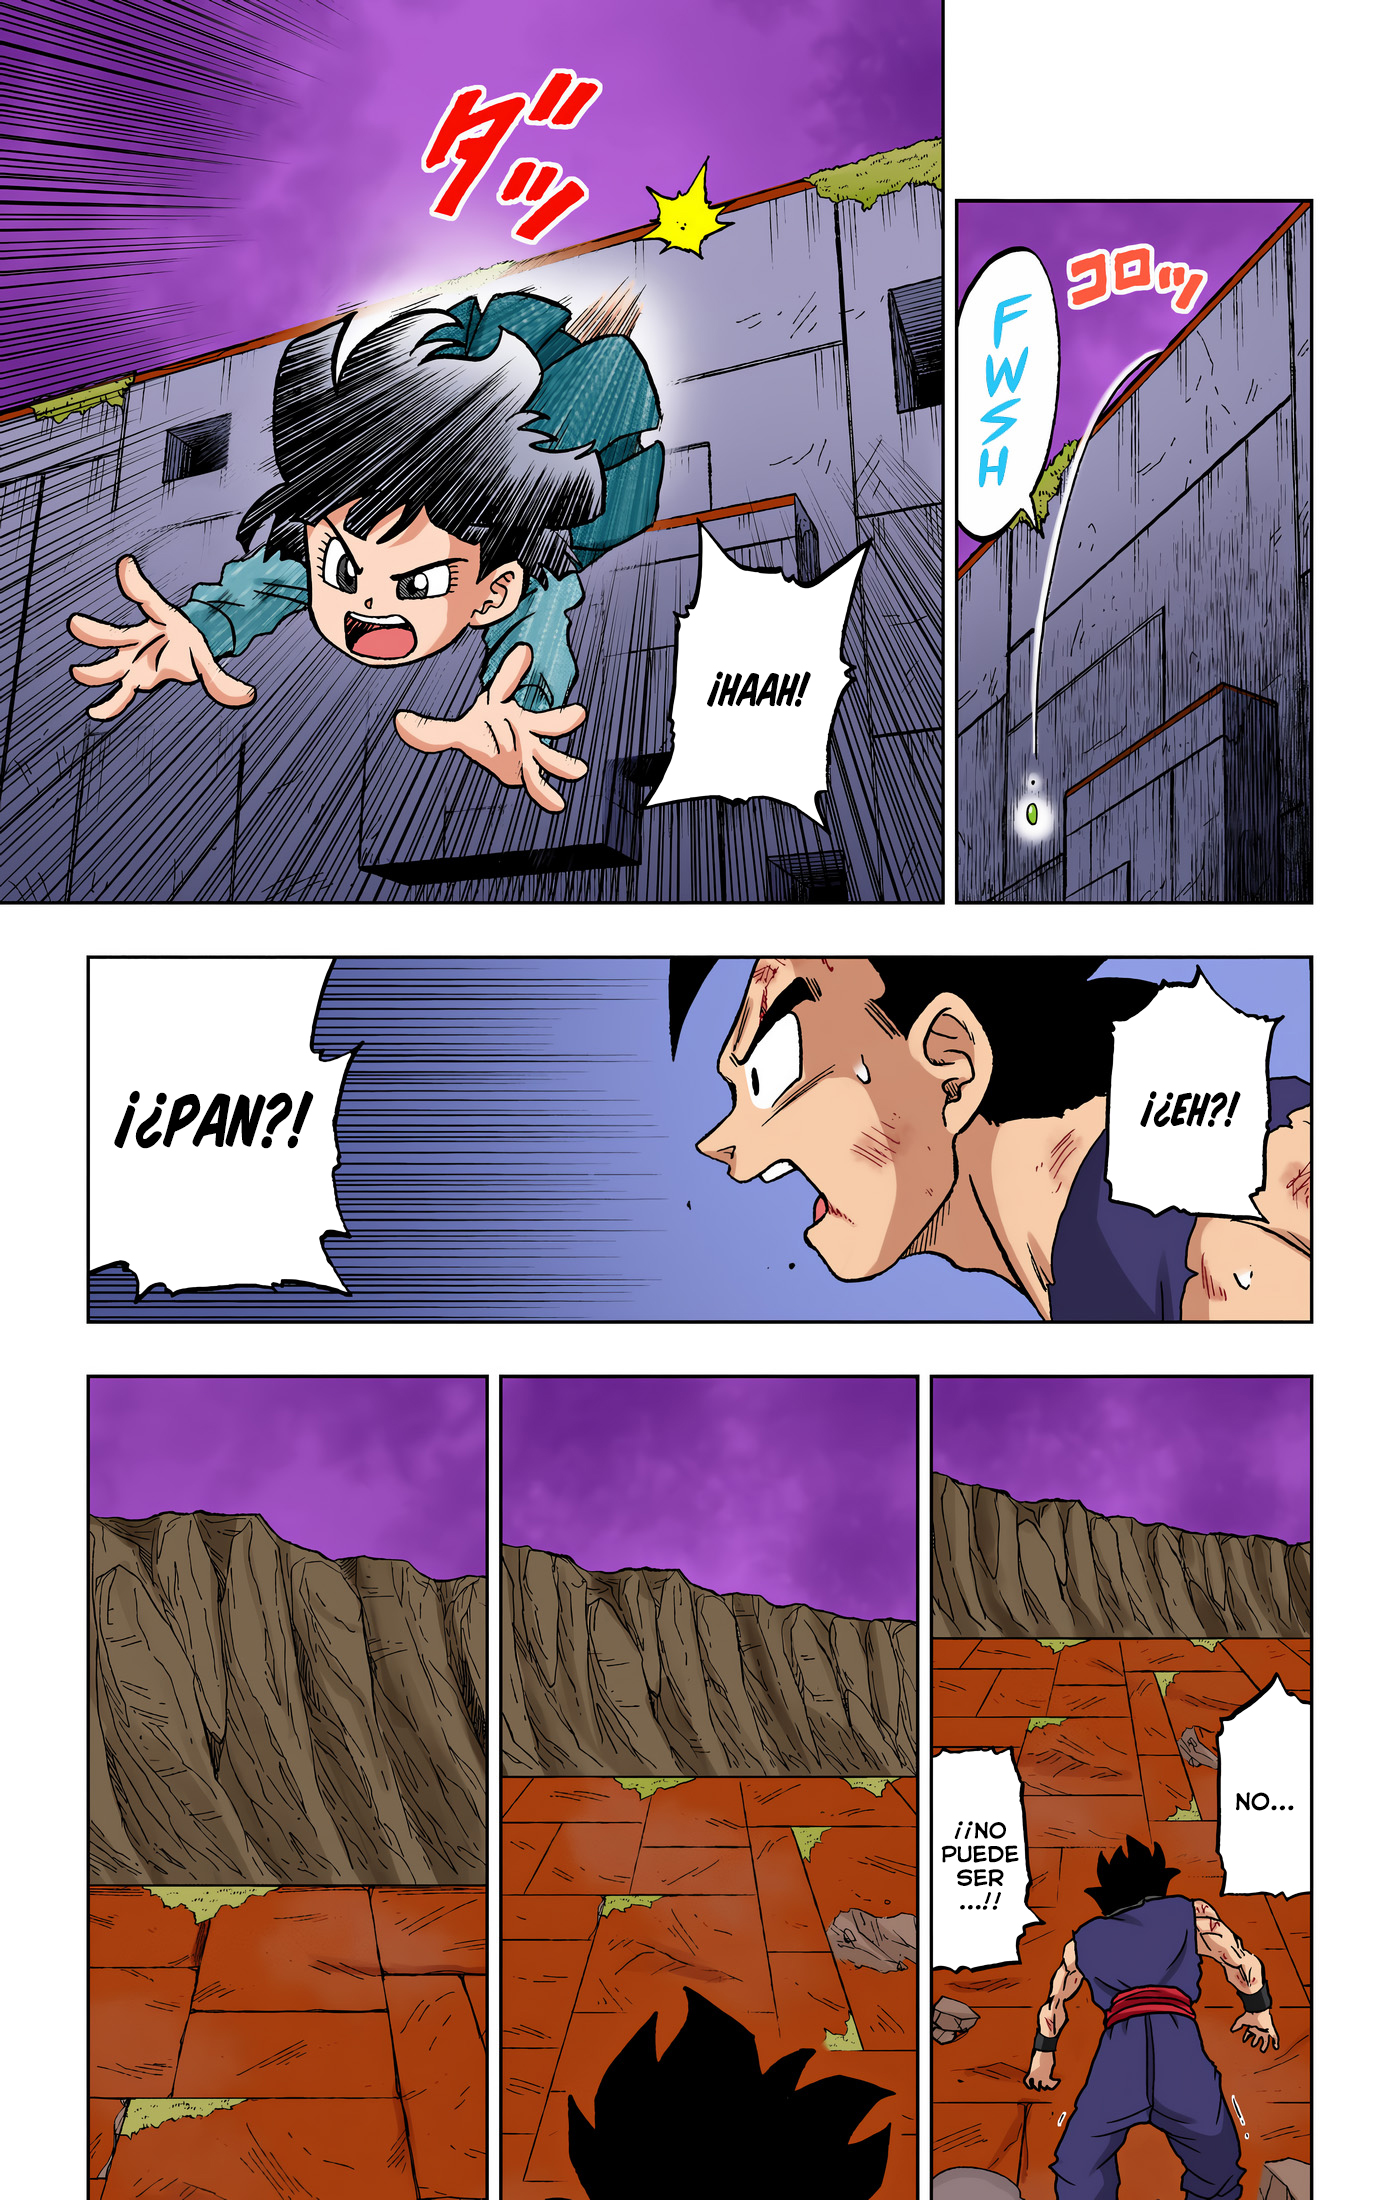 コロッ
FWSH
ダッ
¡HAAH!
¡¿EH?!
¡¿PAN?!
NO...
¡¡NO
PUEDE
SER
...!!